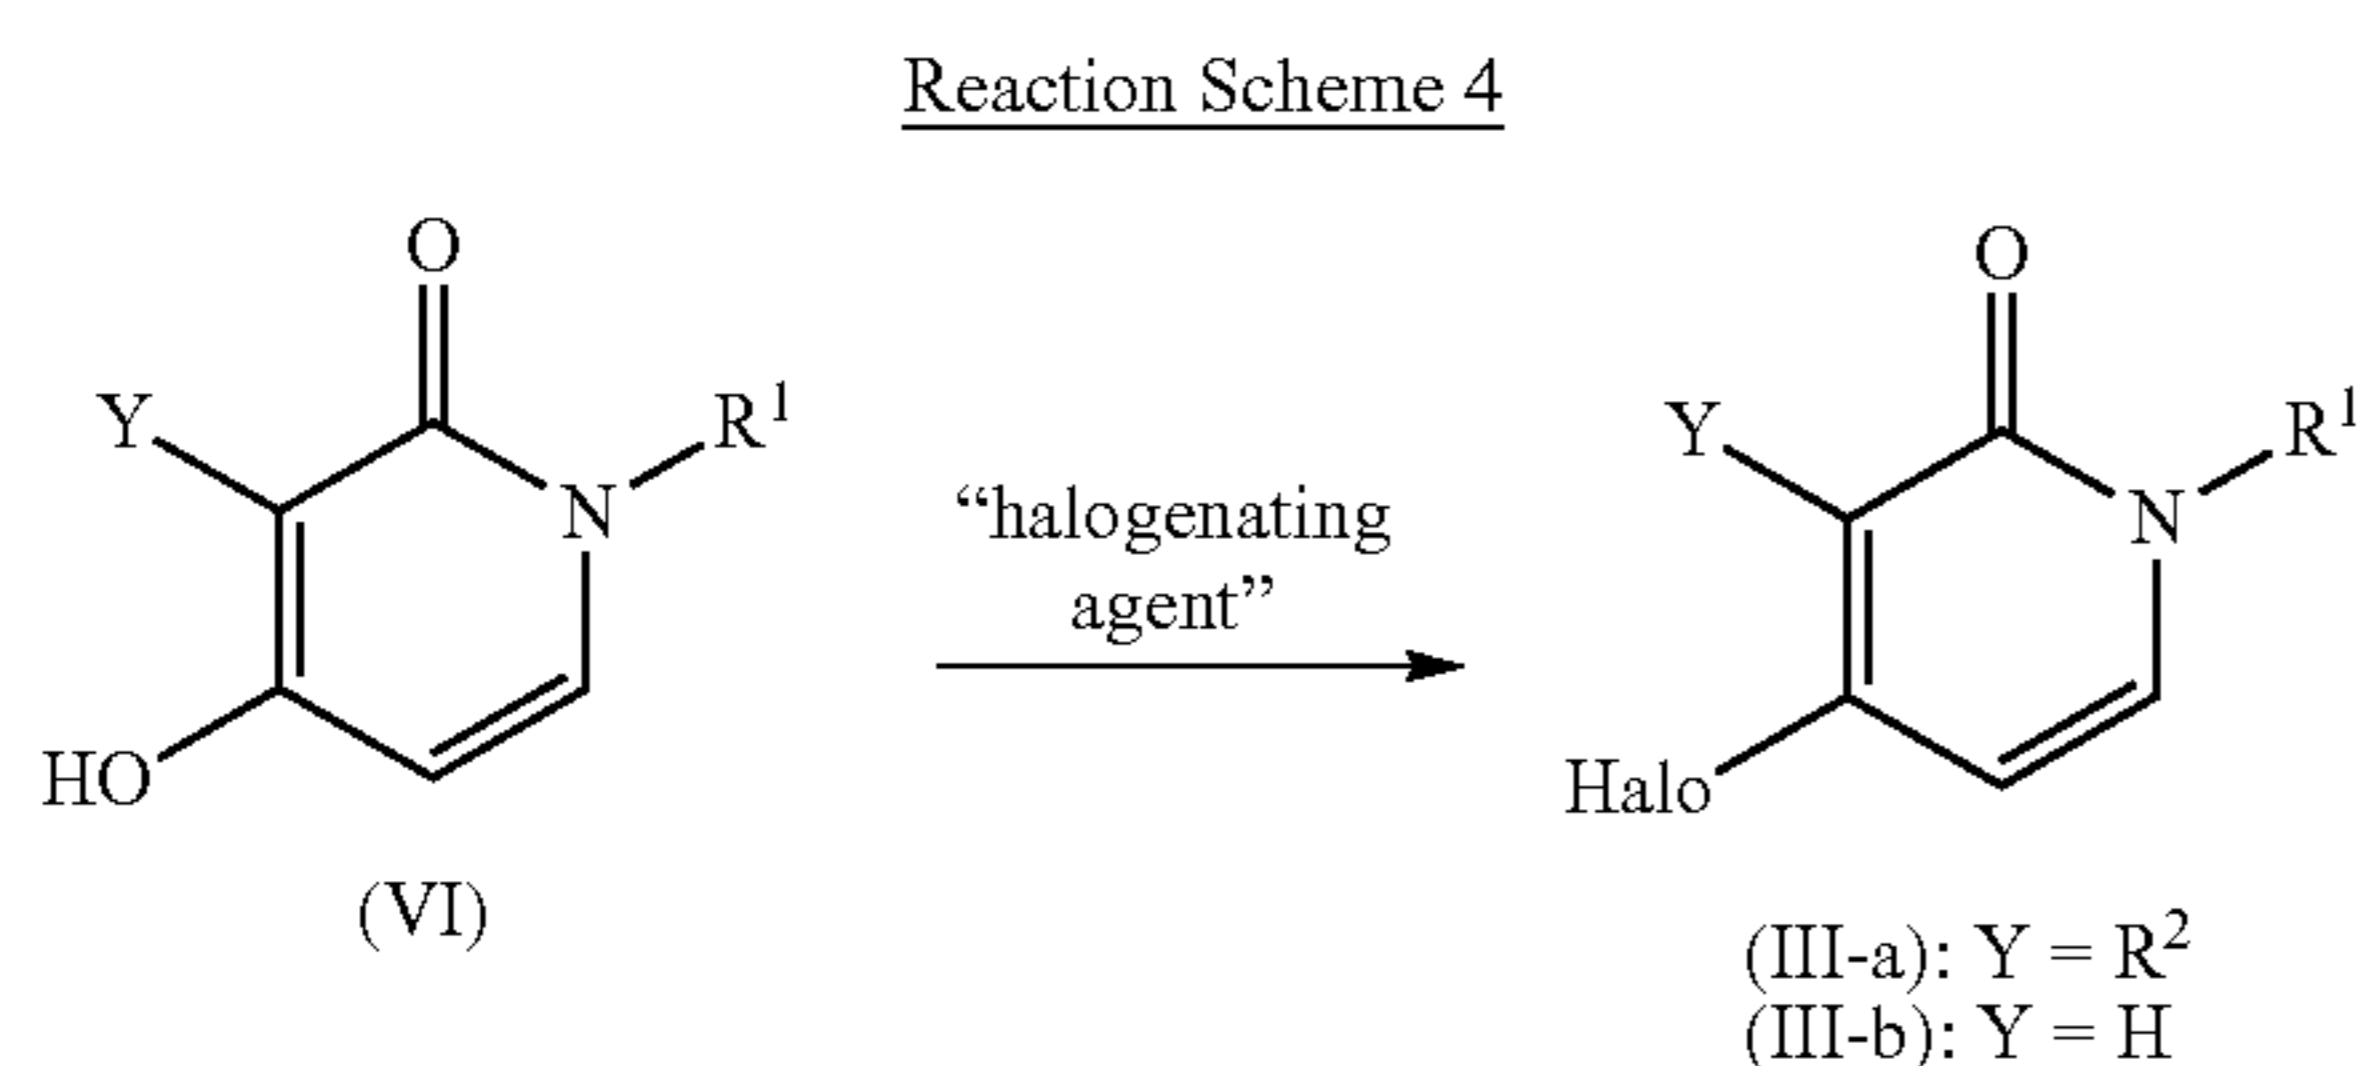 Reaction Scheme 4
O
Y
R¹
N
HO
(VI)
“halogenating
agent”
O
Y
R¹
N
Halo
(III-a): Y = R²
(III-b): Y = H